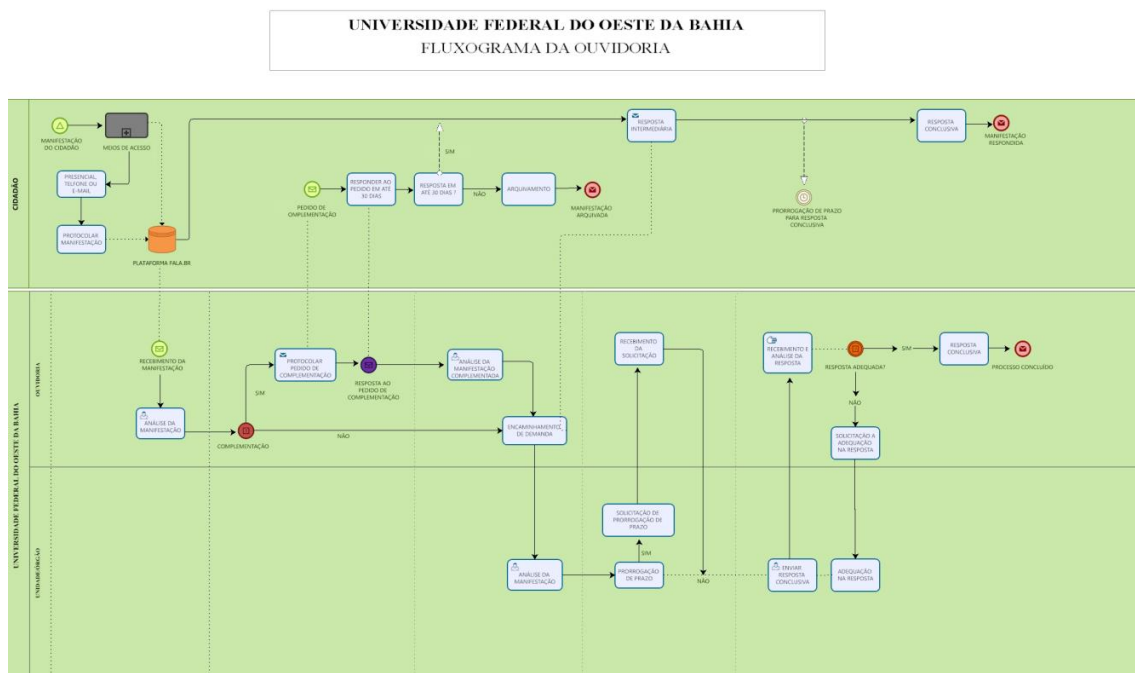 UNIVERSIDADE FEDERAL DO OESTE DA BAHIA
FLUXOGRAMA DA OUVIDORIA
CIDADÃO
MANIFESTAÇÃO
DO CIDADÃO
MEIOS DE ACESSO
PRESENCIAL,
TELFONE OU
E-MAIL
PROTOCOLAR
MANIFESTAÇÃO
PLATAFORMA FALA.BR
PEDIDO DE
OMPLEMENTAÇÃO
RESPONDER AO
PEDIDO EM ATÉ
30 DIAS
RESPOSTA EM
ATÉ 30 DIAS ?
SIM
NÃO
ARQUIVAMENTO
MANIFESTAÇÃO
ARQUIVADA
RESPOSTA
INTERMEDIÁRIA
PRORROGAÇÃO DE PRAZO
PARA RESPOSTA
CONCLUSIVA
RESPOSTA
CONCLUSIVA
MANIFESTAÇÃO
RESPONDIDA
UNIVERSIDADE FEDERAL DO OESTE DA BAHIA
OUVIDORIA
RECEBIMENTO DA
MANIFESTAÇÃO
ANÁLISE DA
MANIFESTAÇÃO
COMPLEMENTAÇÃO
SIM
NÃO
PROTOCOLAR
PEDIDO DE
COMPLEMENTAÇÃO
RESPOSTA AO
PEDIDO DE
COMPLEMENTAÇÃO
ANÁLISE DA
MANIFESTAÇÃO
COMPLEMENTADA
ENCAMINHAMENTO
DE DEMANDA
RECEBIMENTO
DA
SOLICITAÇÃO
RECEBIMENTO E
ANÁLISE DA
RESPOSTA
RESPOSTA ADEQUADA?
SIM
NÃO
RESPOSTA
CONCLUSIVA
PROCESSO CONCLUÍDO
SOLICITAÇÃO A
ADEQUAÇÃO
NA RESPOSTA
UNIDADE/ÓRGÃO
ANÁLISE DA
MANIFESTAÇÃO
SOLICITAÇÃO DE
PRORROGAÇÃO DE
PRAZO
SIM
PRORROGAÇÃO
DE PRAZO
NÃO
ENVIAR
RESPOSTA
CONCLUSIVA
ADEQUAÇÃO
NA RESPOSTA